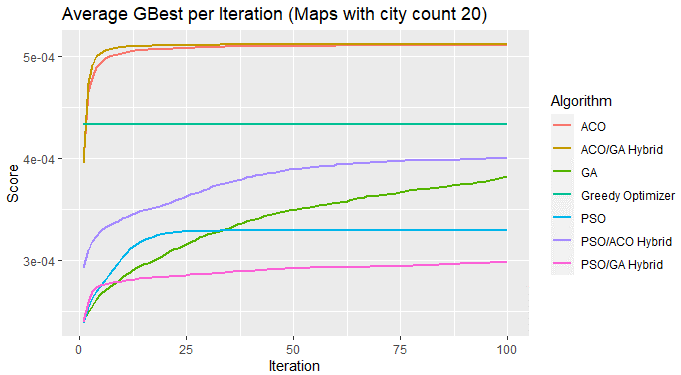 Average GBest per Iteration (Maps with city count 20)
5e-04
4e-04
3e-04
Score
0
25
50
75
100
Iteration
Algorithm
ACO
ACO/GA Hybrid
GA
Greedy Optimizer
PSO
PSO/ACO Hybrid
PSO/GA Hybrid